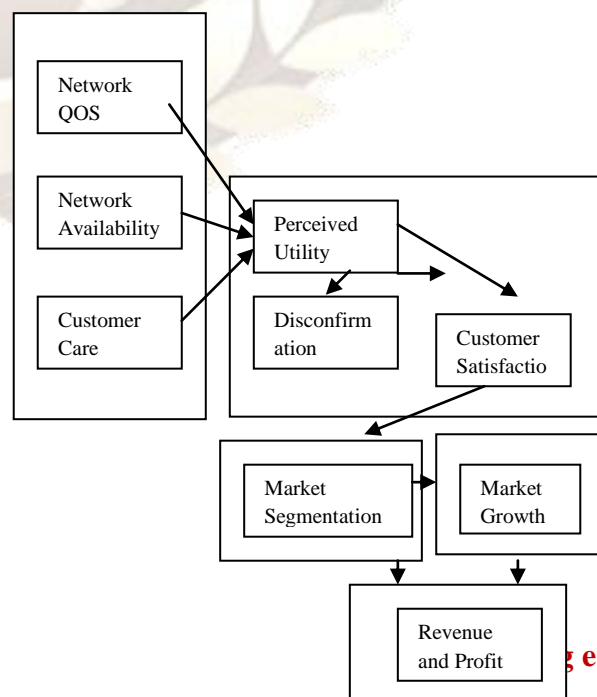 Network
QOS
Network
Availability
Customer
Care
Perceived
Utility
Disconfirm
ation
Customer
Satisfactio
Market
Segmentation
Market
Growth
Revenue
and Profit
g e